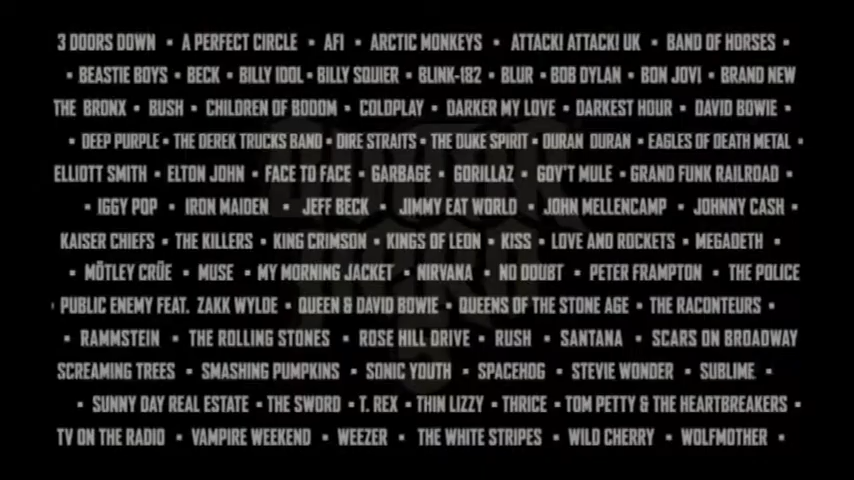 3 DOORS DOWN ▪ A PERFECT CIRCLE ▪ AFI ▪ ARCTIC MONKEYS ▪ ATTACK! ATTACK! UK ▪ BAND OF HORSES ▪
▪ BEASTIE BOYS ▪ BECK ▪ BILLY IDOL ▪ BILLY SQUIER ▪ BLINK-182 ▪ BLUR ▪ BOB DYLAN ▪ BON JOVI ▪ BRAND NEW
THE BRONX ▪ BUSH ▪ CHILDREN OF BODOM ▪ COLDPLAY ▪ DARKER MY LOVE ▪ DARKEST HOUR ▪ DAVID BOWIE ▪
▪ DEEP PURPLE ▪ THE DEREK TRUCKS BAND ▪ DIRE STRAITS ▪ THE DUKE SPIRIT ▪ DURAN DURAN ▪ EAGLES OF DEATH METAL ▪
ELLIOTT SMITH ▪ ELTON JOHN ▪ FACE TO FACE ▪ GARBAGE ▪ GORILLAZ ▪ GOV'T MULE ▪ GRAND FUNK RAILROAD ▪
▪ IGGY POP ▪ IRON MAIDEN ▪ JEFF BECK ▪ JIMMY EAT WORLD ▪ JOHN MELLENCAMP ▪ JOHNNY CASH ▪
KAISER CHIEFS ▪ THE KILLERS ▪ KING CRIMSON ▪ KINGS OF LEON ▪ KISS ▪ LOVE AND ROCKETS ▪ MEGADETH ▪
▪ MÖTLEY CRÜE ▪ MUSE ▪ MY MORNING JACKET ▪ NIRVANA ▪ NO DOUBT ▪ PETER FRAMPTON ▪ THE POLICE
▪ PUBLIC ENEMY FEAT. ZAKK WYLDE ▪ QUEEN & DAVID BOWIE ▪ QUEENS OF THE STONE AGE ▪ THE RACONTEURS ▪
▪ RAMMSTEIN ▪ THE ROLLING STONES ▪ ROSE HILL DRIVE ▪ RUSH ▪ SANTANA ▪ SCARS ON BROADWAY
SCREAMING TREES ▪ SMASHING PUMPKINS ▪ SONIC YOUTH ▪ SPACEHOG ▪ STEVIE WONDER ▪ SUBLIME ▪
▪ SUNNY DAY REAL ESTATE ▪ THE SWORD ▪ T. REX ▪ THIN LIZZY ▪ THRICE ▪ TOM PETTY & THE HEARTBREAKERS ▪
TV ON THE RADIO ▪ VAMPIRE WEEKEND ▪ WEEZER ▪ THE WHITE STRIPES ▪ WILD CHERRY ▪ WOLFMOTHER ▪